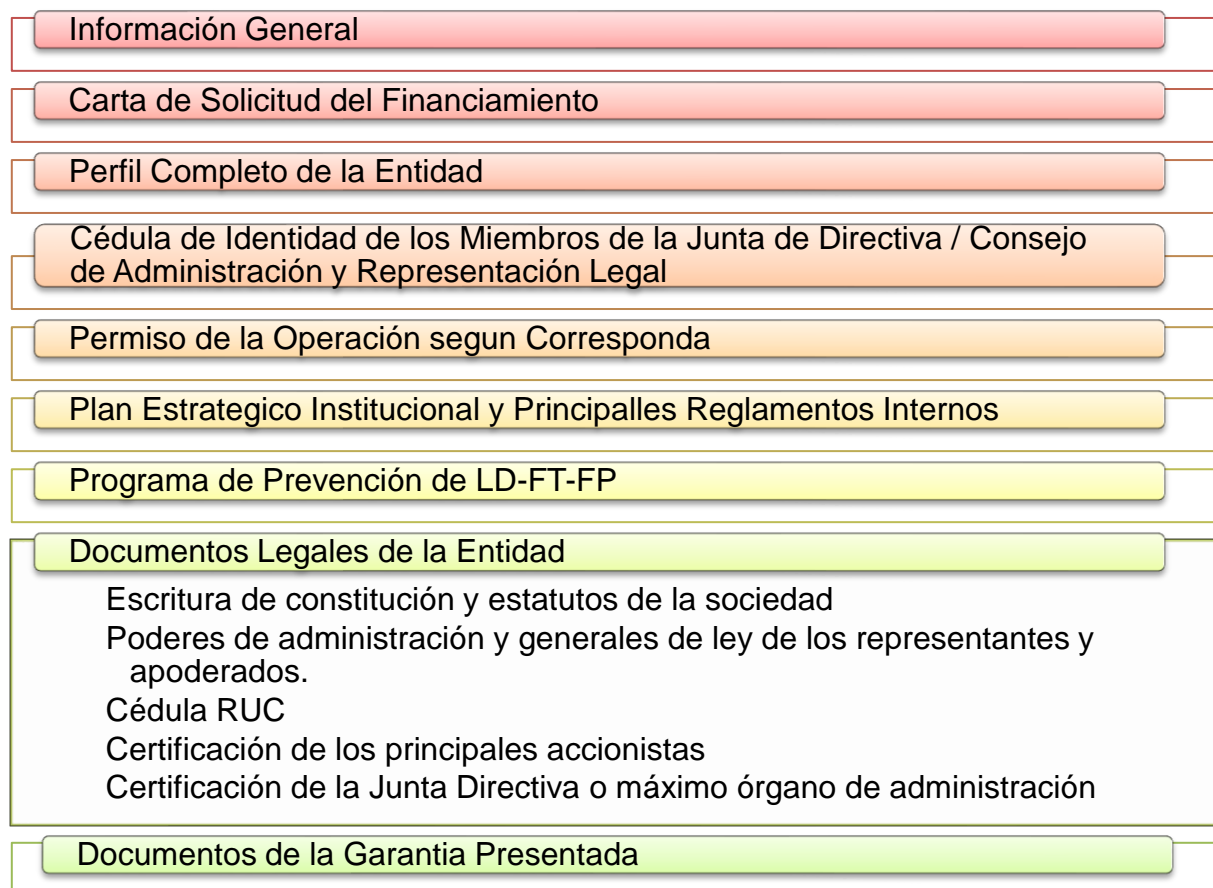 Información General
Carta de Solicitud del Financiamiento
Perfil Completo de la Entidad
Cédula de Identidad de los Miembros de la Junta de Directiva / Consejo
de Administración y Representación Legal
Permiso de la Operación segun Corresponda
Plan Estrategico Institucional y Principalles Reglamentos Internos
Programa de Prevención de LD-FT-FP
Documentos Legales de la Entidad
Escritura de constitución y estatutos de la sociedad
Poderes de administración y generales de ley de los representantes y
apoderados.
Cédula RUC
Certificación de los principales accionistas
Certificación de la Junta Directiva o máximo órgano de administración
Documentos de la Garantia Presentada